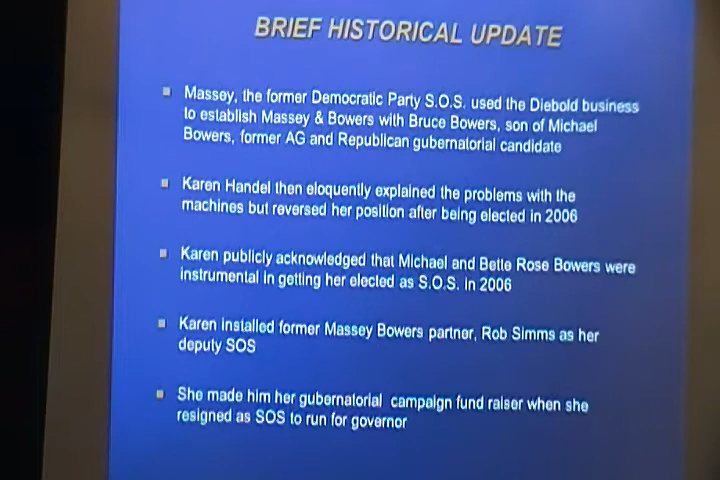 BRIEF HISTORICAL UPDATE
Massey, the former Democratic Party S.O.S. used the Diebold business
to establish Massey & Bowers with Bruce Bowers, son of Michael
Bowers, former AG and Republican gubernatorial candidate
Karen Handel then eloquently explained the problems with the
machines but reversed her position after being elected in 2006
Karen publicly acknowledged that Michael and Bette Rose Bowers were
instrumental in getting her elected as S.O.S. in 2006
Karen installed former Massey Bowers partner, Rob Simms as her
deputy SOS
She made him her gubernatorial campaign fund raiser when she
resigned as SOS to run for governor